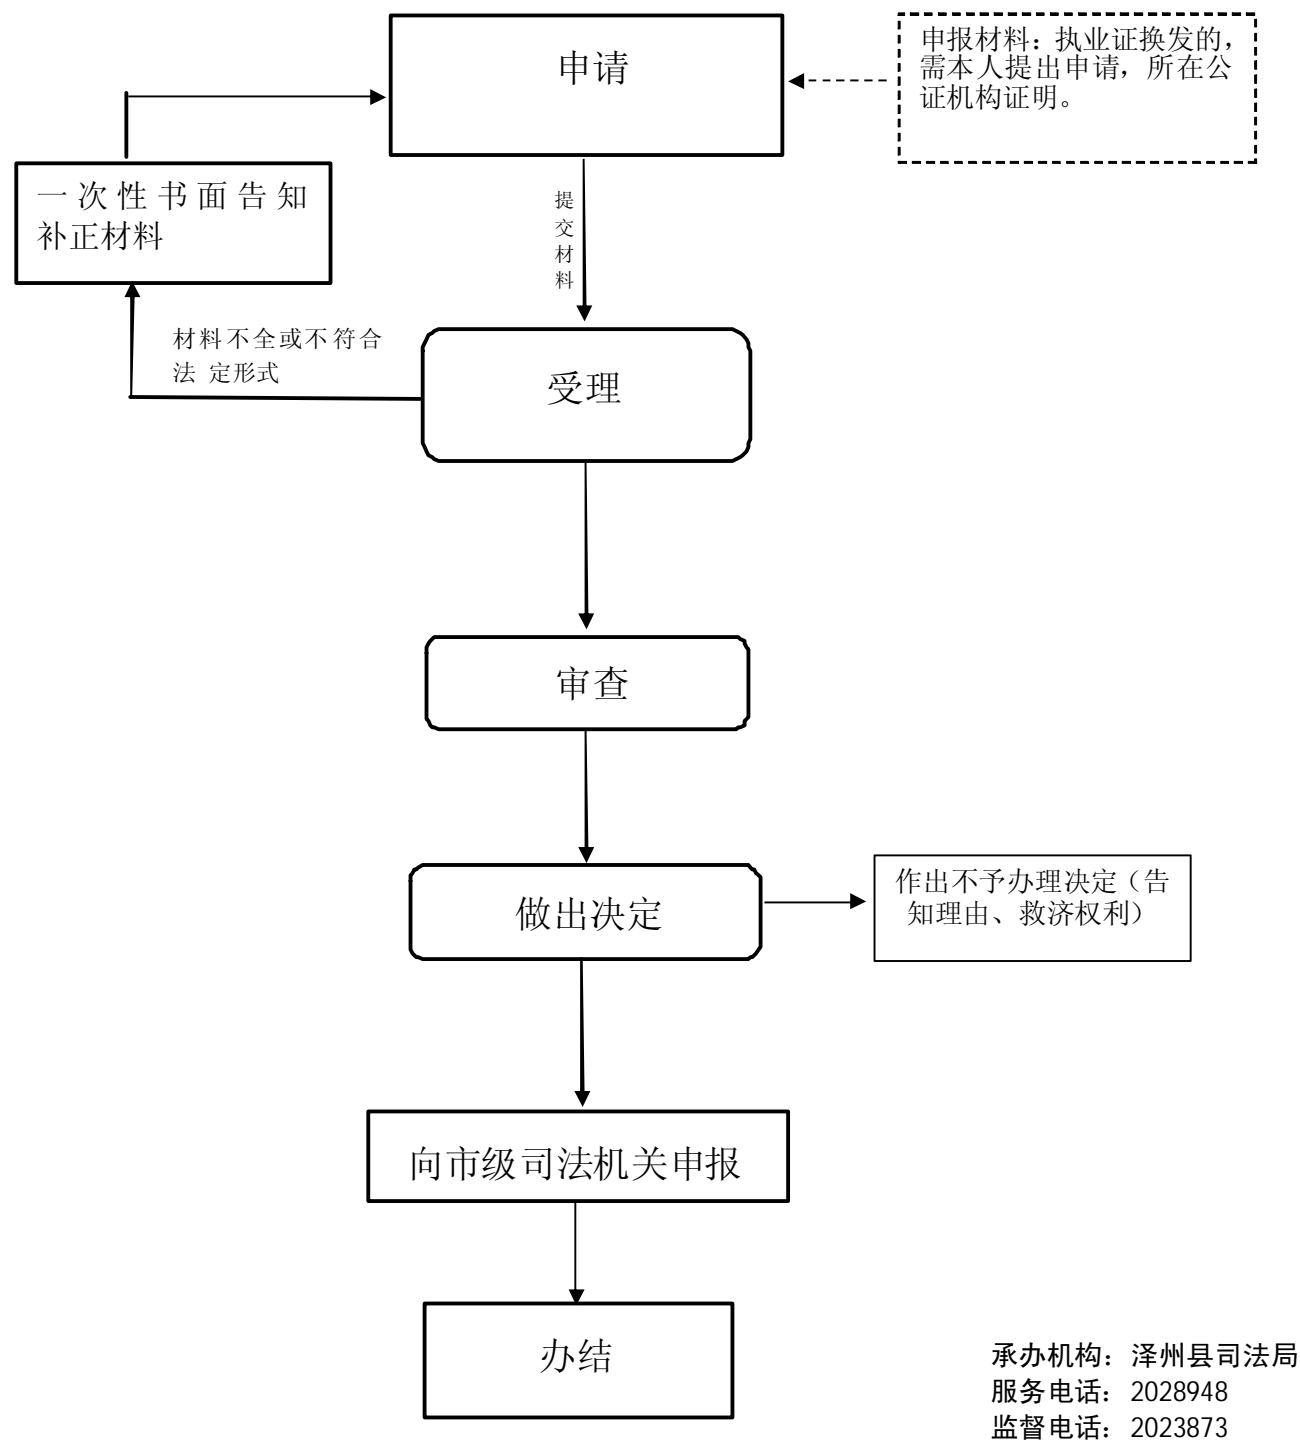 申请
申报材料：执业证换发的，
需本人提出申请，所在公
证机构证明。
一次性书面告知
补正材料
提
交
材
料
材料不全或不符合
法 定形式
受理
审查
做出决定
作出不予办理决定（告
知理由、救济权利）
向市级司法机关申报
办结
承办机构：泽州县司法局
服务电话：2028948
监督电话：2023873